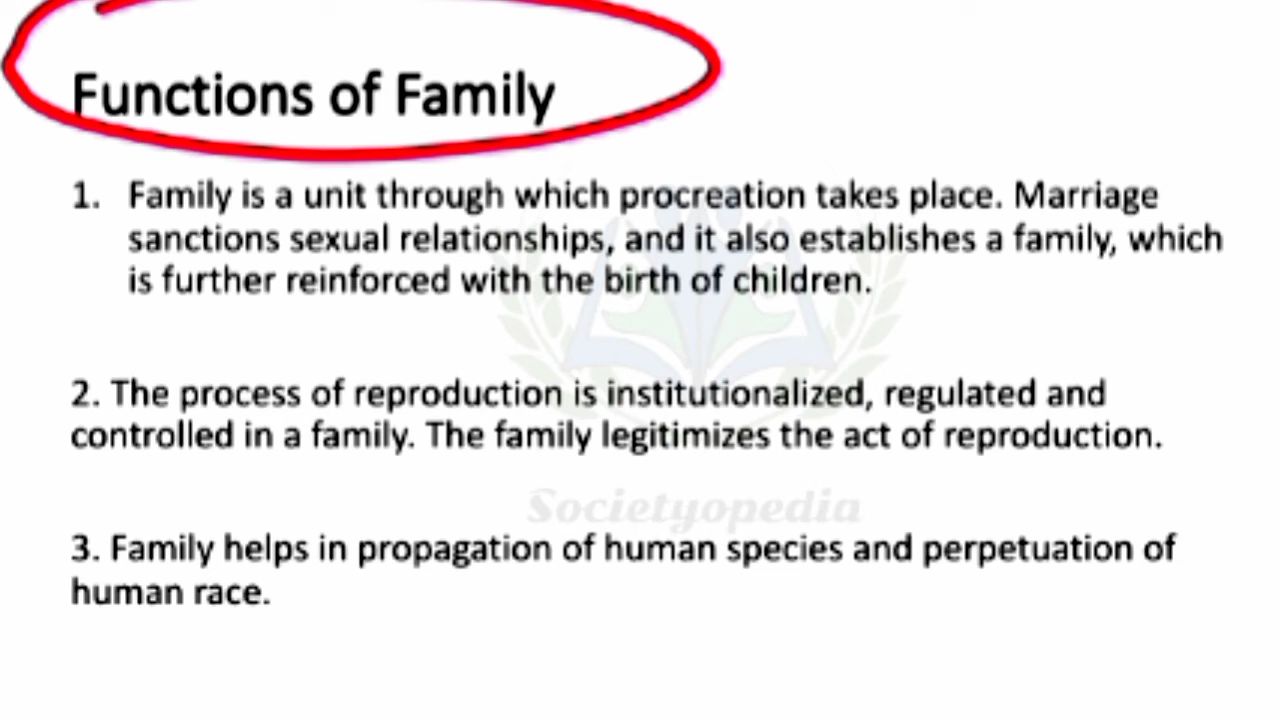 Functions of Family
1. Family is a unit through which procreation takes place. Marriage
sanctions sexual relationships, and it also establishes a family, which
is further reinforced with the birth of children.
2. The process of reproduction is institutionalized, regulated and
controlled in a family. The family legitimizes the act of reproduction.
Societyopedia
3. Family helps in propagation of human species and perpetuation of
human race.